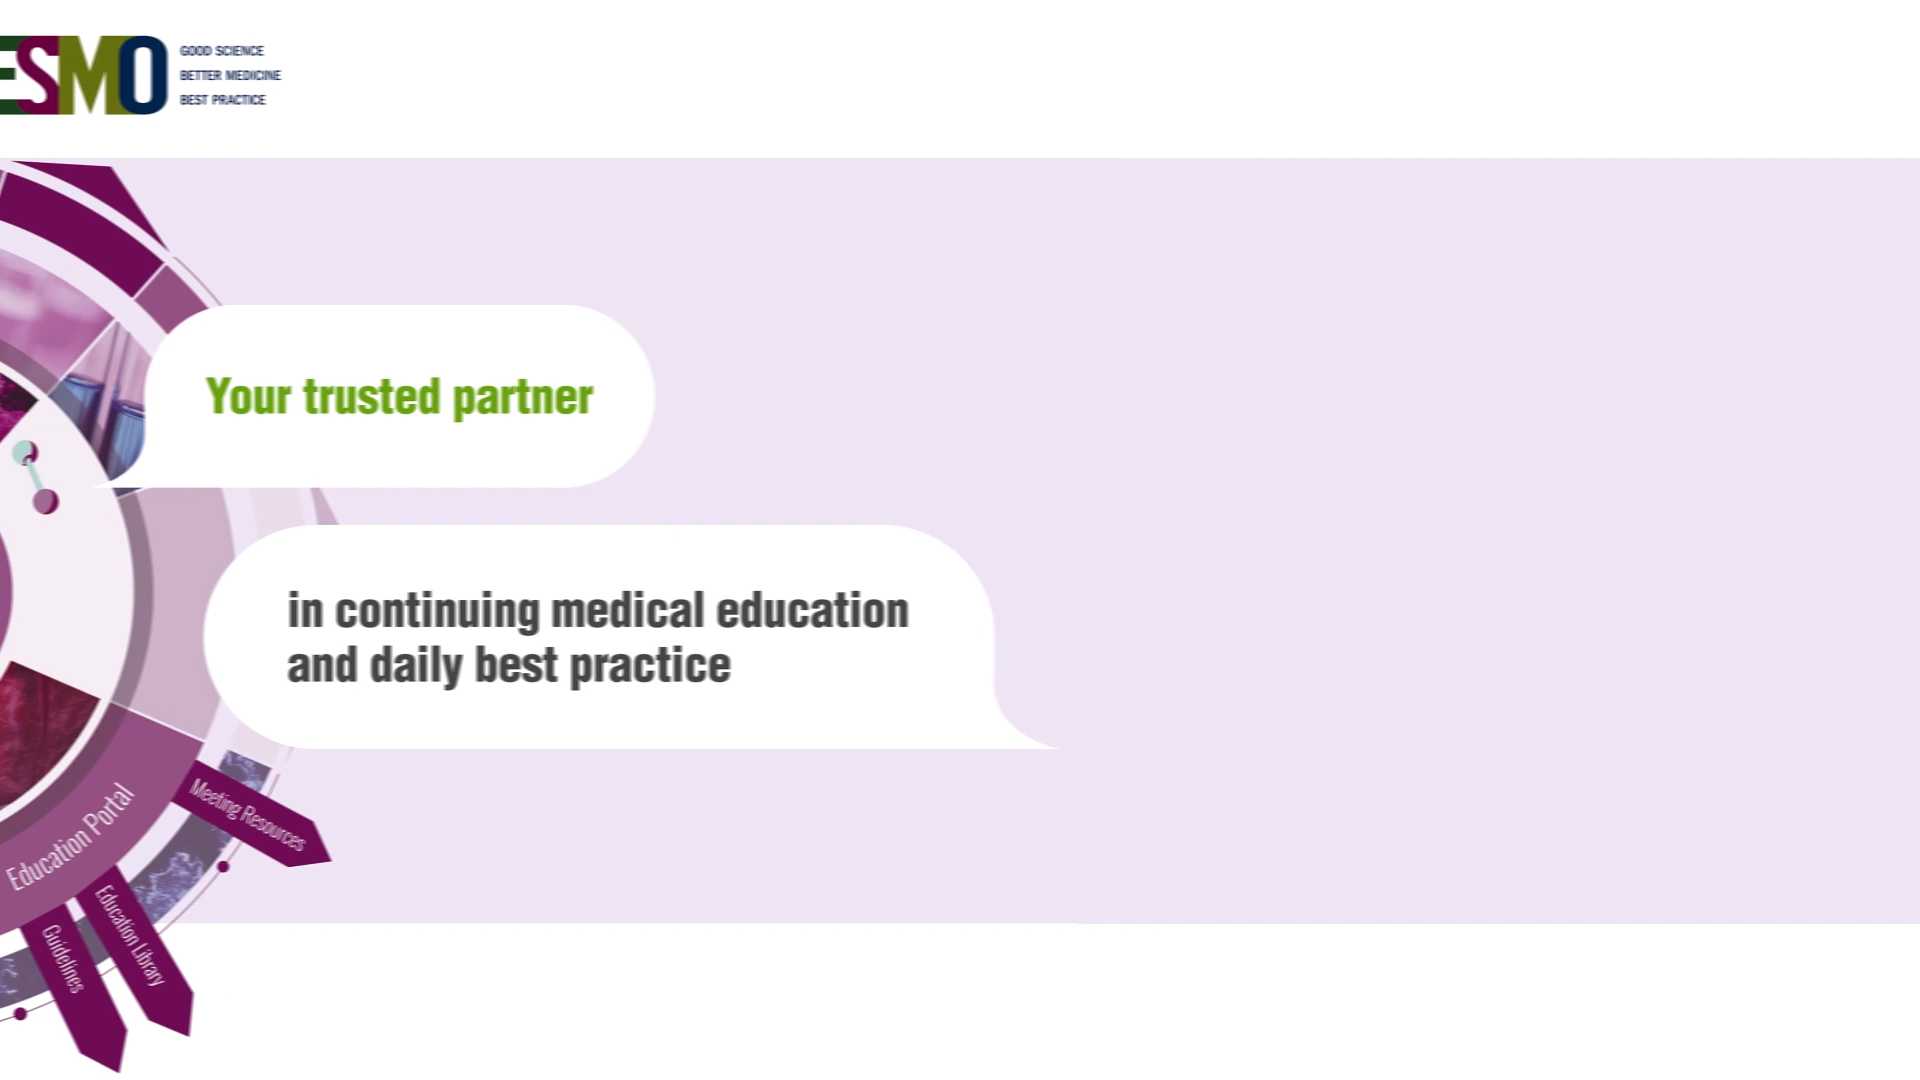 ESMO
GOOD SCIENCE
BETTER MEDICINE
BEST PRACTICE
Your trusted partner
in continuing medical education
and daily best practice
Meeting Resources
Education Portal
Education Library
Guidelines